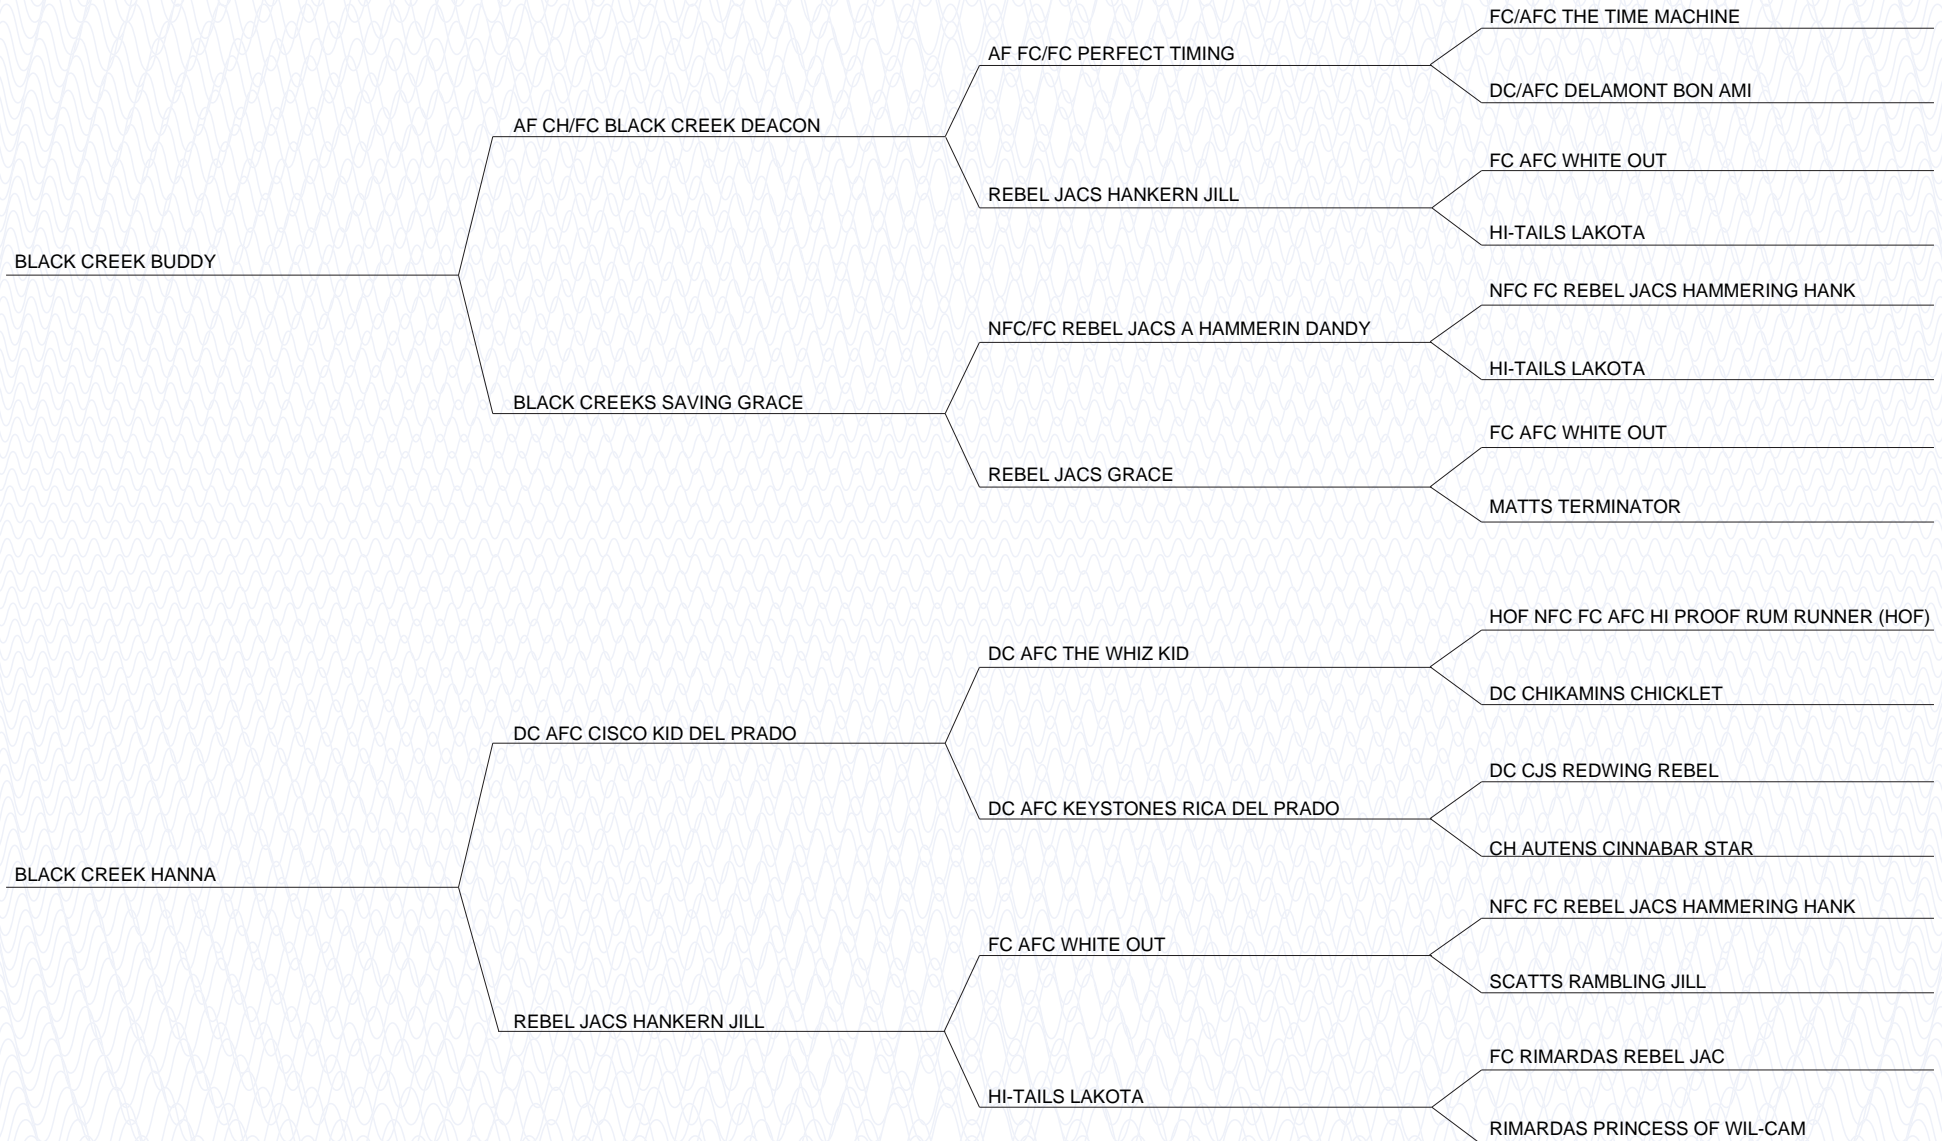 FC/AFC THE TIME MACHINE
AF FC/FC PERFECT TIMING
DC/AFC DELAMONT BON AMI
AF CH/FC BLACK CREEK DEACON
FC AFC WHITE OUT
REBEL JACS HANKERN JILL
HI-TAILS LAKOTA
BLACK CREEK BUDDY
NFC FC REBEL JACS HAMMERING HANK
NFC/FC REBEL JACS A HAMMERIN DANDY
HI-TAILS LAKOTA
BLACK CREEKS SAVING GRACE
FC AFC WHITE OUT
REBEL JACS GRACE
MATTS TERMINATOR
HOF NFC FC AFC HI PROOF RUM RUNNER (HOF)
DC AFC THE WHIZ KID
DC CHIKAMINS CHICKLET
DC AFC CISCO KID DEL PRADO
DC CJS REDWING REBEL
DC AFC KEYSTONES RICA DEL PRADO
CH AUTENS CINNABAR STAR
BLACK CREEK HANNA
NFC FC REBEL JACS HAMMERING HANK
FC AFC WHITE OUT
SCATTS RAMBLING JILL
REBEL JACS HANKERN JILL
FC RIMARDAS REBEL JAC
HI-TAILS LAKOTA
RIMARDAS PRINCESS OF WIL-CAM